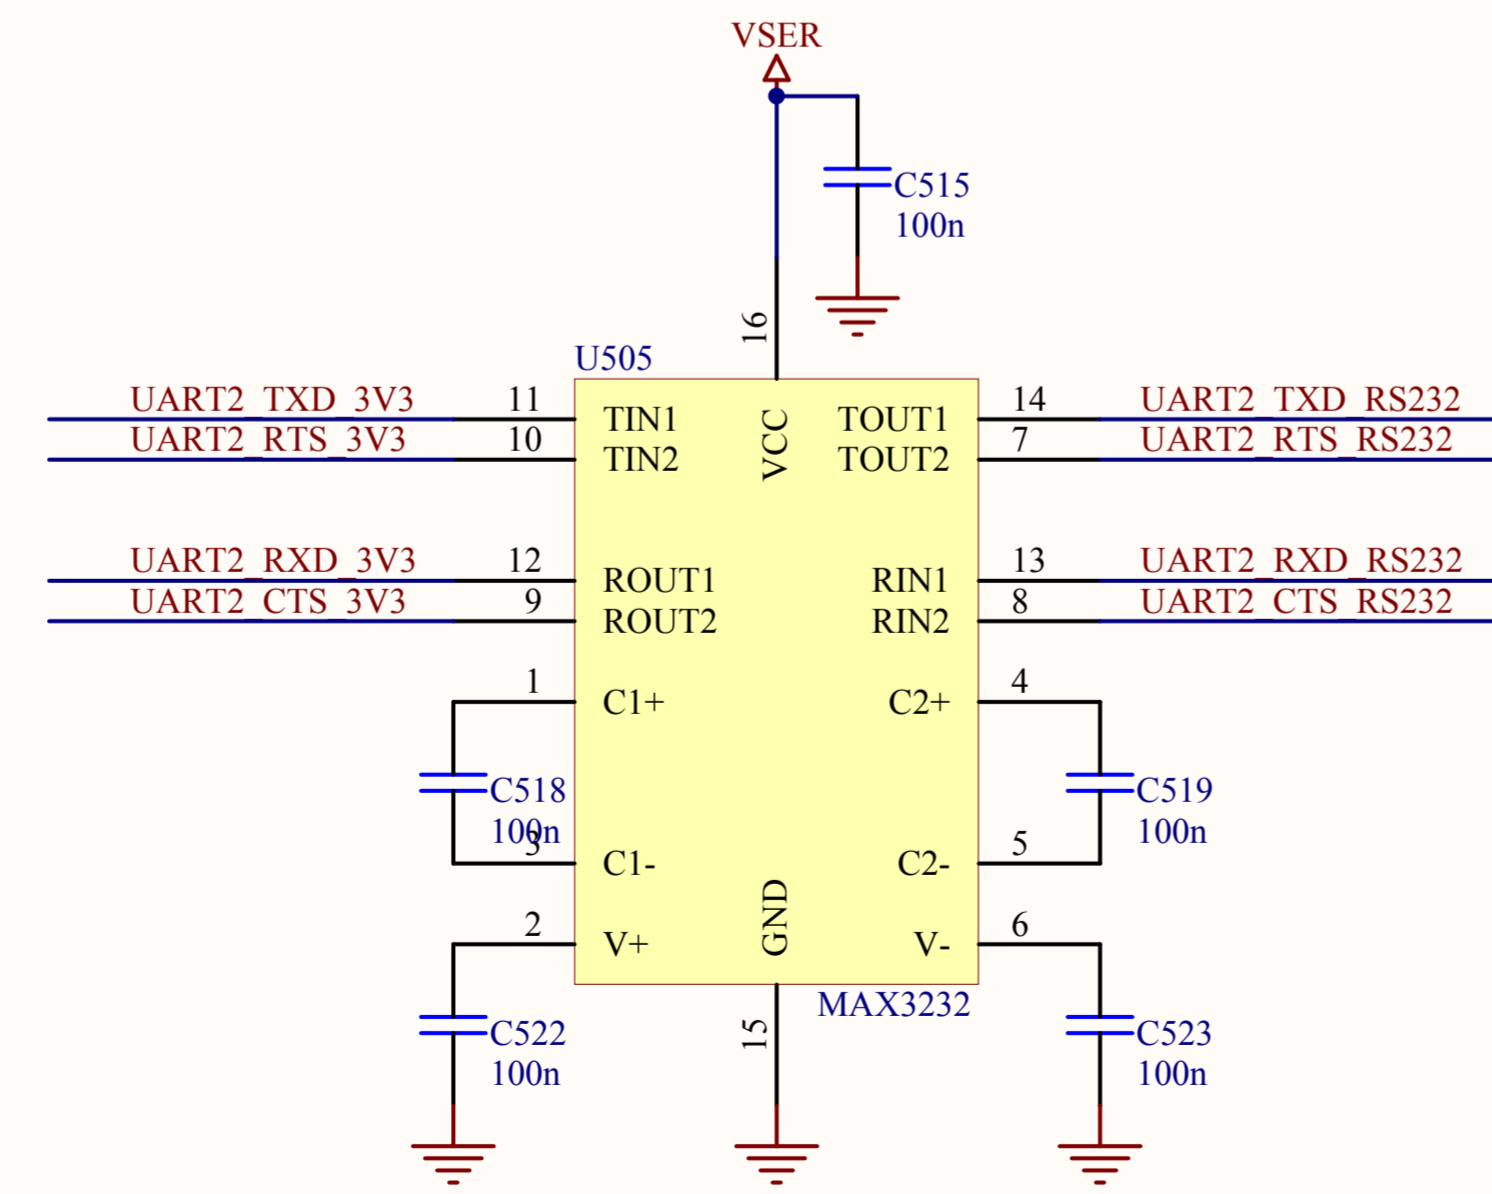 VSER
C515
100n
16
U505
UART2_TXD_3V3 11 TIN1 VCC TOUT1 14 UART2_TXD_RS232
UART2_RTS_3V3 10 TIN2 TOUT2 7 UART2_RTS_RS232
UART2_RXD_3V3 12 ROUT1 RIN1 13 UART2_RXD_RS232
UART2_CTS_3V3 9 ROUT2 RIN2 8 UART2_CTS_RS232
1 C1+ C2+ 4
C518 C519
100n 100n
3 C1- C2- 5
GND
2 V+ V- 6
MAX3232
15
C522 C523
100n 100n